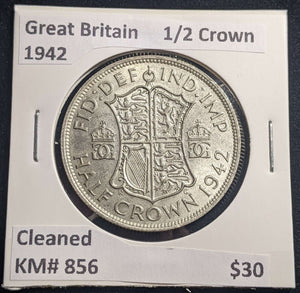 Great Britain 1/2 Crown
1942
FID·DEF IND·IMP
HALF·CROWN·1942
Cleaned
KM# 856 $30